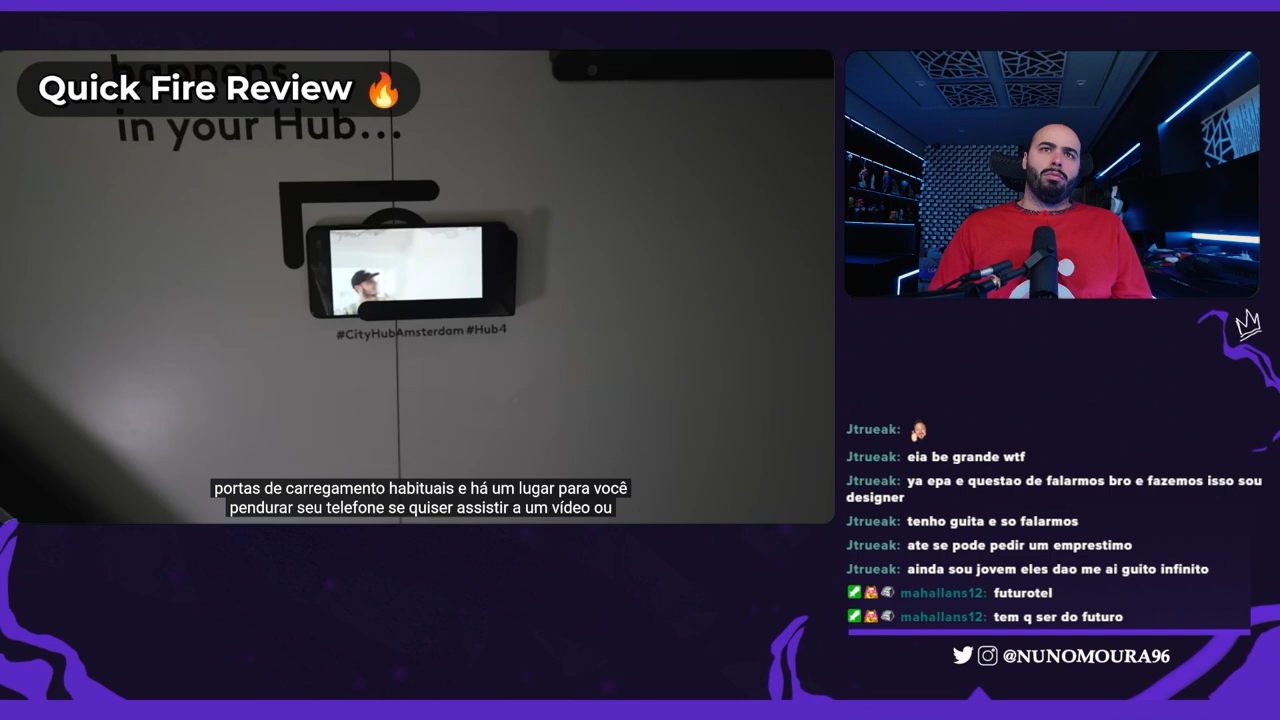 happens
Quick Fire Review 🔥
in your Hub...
#CityHubAmsterdam #Hub4
portas de carregamento habituais e há um lugar para você
pendurar seu telefone se quiser assistir a um vídeo ou
Jtrueak:
Jtrueak: eia be grande wtf
Jtrueak: ya epa e questao de falarmos bro e fazemos isso sou
designer
Jtrueak: tenho guita e so falarmos
Jtrueak: ate se pode pedir um emprestimo
Jtrueak: ainda sou jovem eles dao me ai guito infinito
mahallans12: futurotel
mahallans12: tem q ser do futuro
@NUNOMOURA96